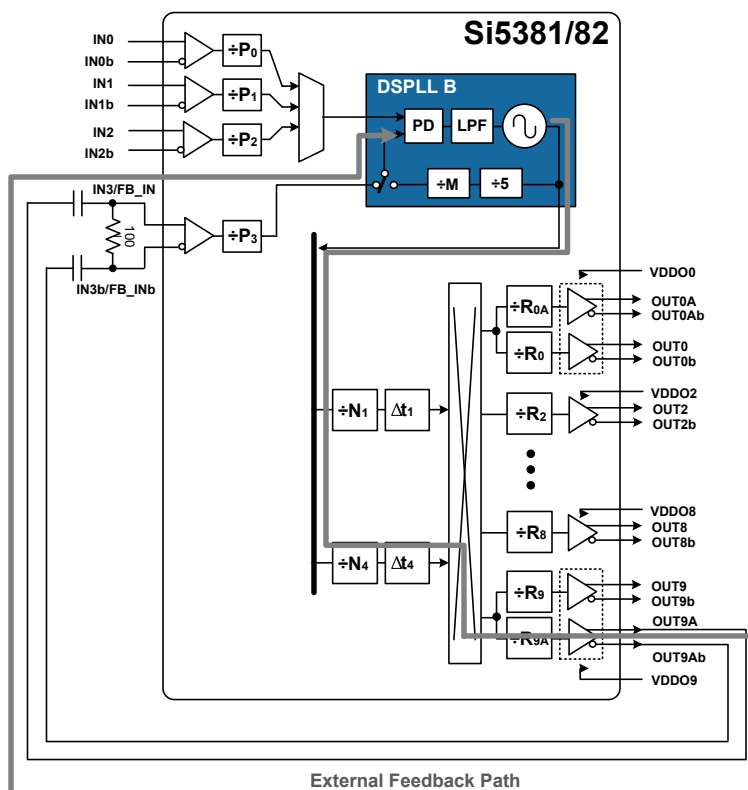 Si5381/82
IN0
IN0b
÷P0
IN1
IN1b
÷P1
IN2
IN2b
÷P2
DSPLL B
PD
LPF
÷M
÷5
IN3/FB_IN
100
÷P3
IN3b/FB_INb
VDDO0
÷R0A
OUT0A
OUT0Ab
÷R0
OUT0
OUT0b
÷N1
Δt1
÷R2
VDDO2
OUT2
OUT2b
÷R8
VDDO8
OUT8
OUT8b
÷N4
Δt4
÷R9
OUT9
OUT9b
÷R9A
OUT9A
OUT9Ab
VDDO9
External Feedback Path